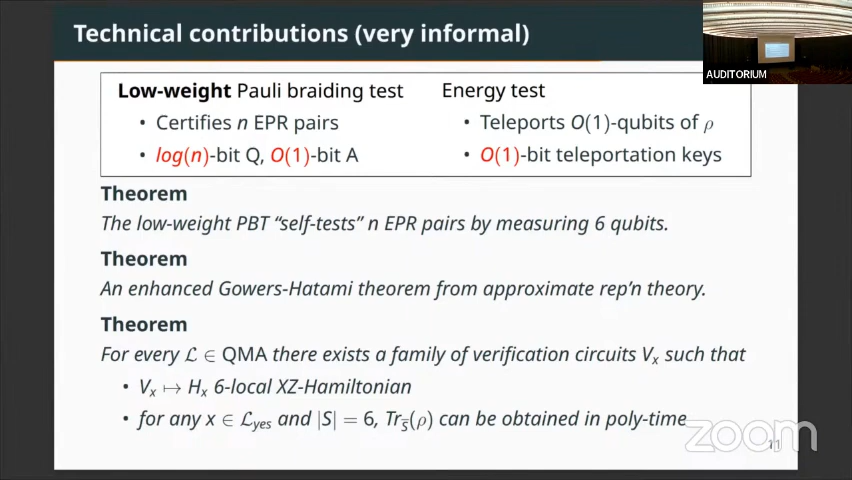 Technical contributions (very informal)
AUDITORIUM
Low-weight Pauli braiding test
• Certifies n EPR pairs
• log(n)-bit Q, O(1)-bit A
Energy test
• Teleports O(1)-qubits of ρ
• O(1)-bit teleportation keys
Theorem
The low-weight PBT “self-tests” n EPR pairs by measuring 6 qubits.
Theorem
An enhanced Gowers-Hatami theorem from approximate rep’n theory.
Theorem
For every ℒ ∈ QMA there exists a family of verification circuits Vₓ such that
• Vₓ ↦ Hₓ 6-local XZ-Hamiltonian
• for any x ∈ ℒ_yes and |S| = 6, Tr_S̅(ρ) can be obtained in poly-time
zoom
11